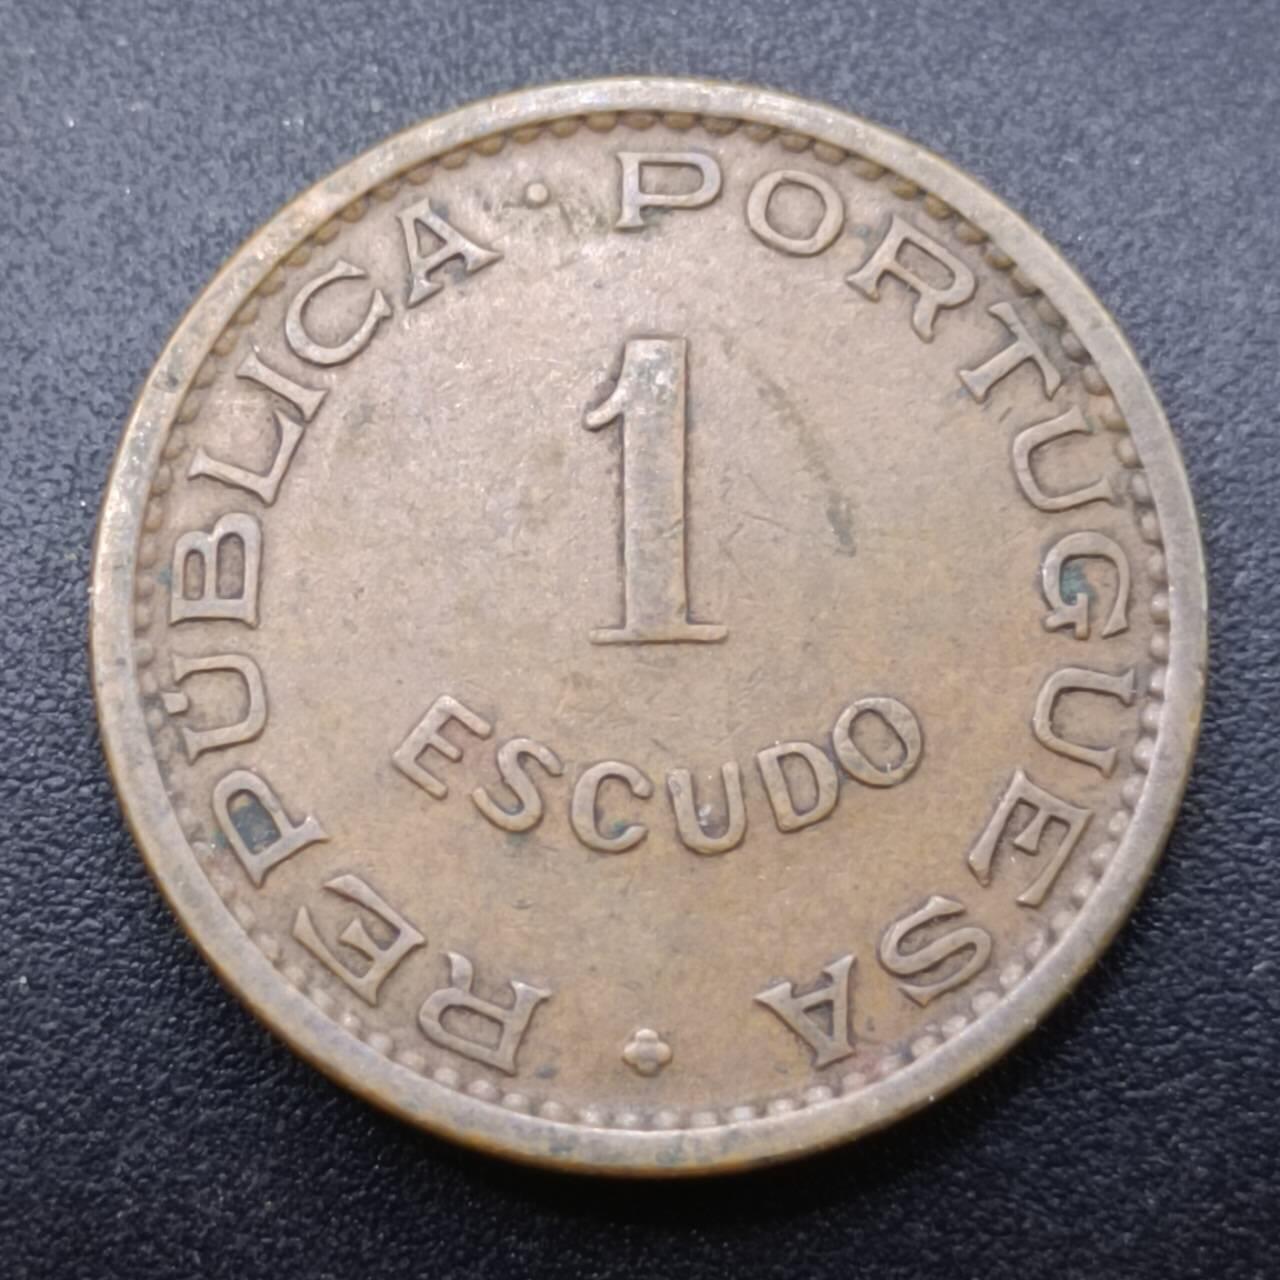 REPÚBLICA · PORTUGUESA
1
ESCUDO